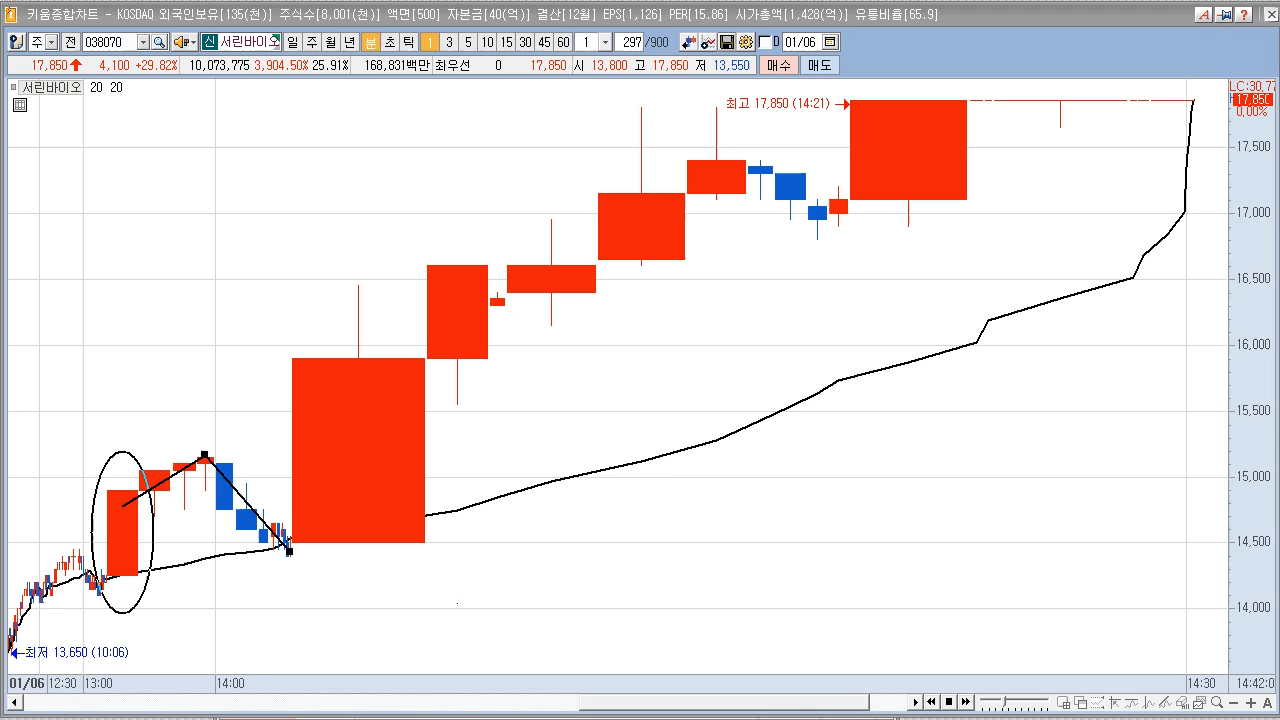 키움종합차트 - KOSDAQ 외국인보유[135(천)] 주식수[8,001(천)] 액면[500] 자본금[40(억)] 결산[12월] EPS[1,126] PER[15.86] 시가총액[1,428(억)] 유통비율[65.9]
주 전 038070 신 서린바이오 일 주 월 년 분 초 틱 1 3 5 10 15 30 45 60 1 297 /900 D 01/06
17,850 4,100 +29.82% 10,073,775 3,904.50% 25.91% 168,831백만 최우선 0 17,850 시 13,800 고 17,850 저 13,550 매수 매도
서린바이오 20 20
LC:30,77
최고 17,850 (14:21)
17,850
0,00%
17,500
17,000
16,500
16,000
15,500
15,000
14,500
14,000
최저 13,650 (10:06)
01/06 12:30 13:00 14:00 14:30 14:42:0
A